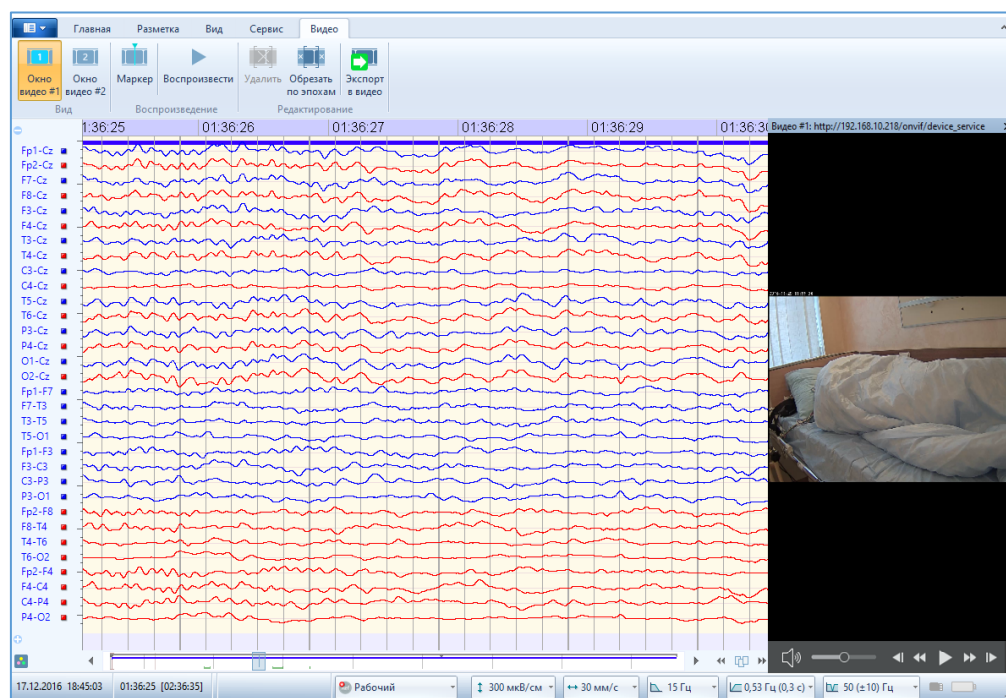 Главная Разметка Вид Сервис Видео
1 2
Окно видео #1
Окно видео #2
Маркер
Воспроизвести
Удалить
Обрезать по эпохам
Экспорт в видео
Вид Воспроизведение Редактирование
1:36:25 01:36:26 01:36:27 01:36:28 01:36:29 01:36:30
Видео #1: http://192.168.10.218/onvif/device_service
Fp1-Cz
Fp2-Cz
F7-Cz
F8-Cz
F3-Cz
F4-Cz
T3-Cz
T4-Cz
C3-Cz
C4-Cz
T5-Cz
T6-Cz
P3-Cz
P4-Cz
O1-Cz
O2-Cz
Fp1-F7
F7-T3
T3-T5
T5-O1
Fp1-F3
F3-C3
C3-P3
P3-O1
Fp2-F8
F8-T4
T4-T6
T6-O2
Fp2-F4
F4-C4
C4-P4
P4-O2
17.12.2016 18:45:03 01:36:25 [02:36:35] Рабочий 300 мкВ/см 30 мм/с 15 Гц 0,53 Гц (0,3 с) 50 (±10) Гц